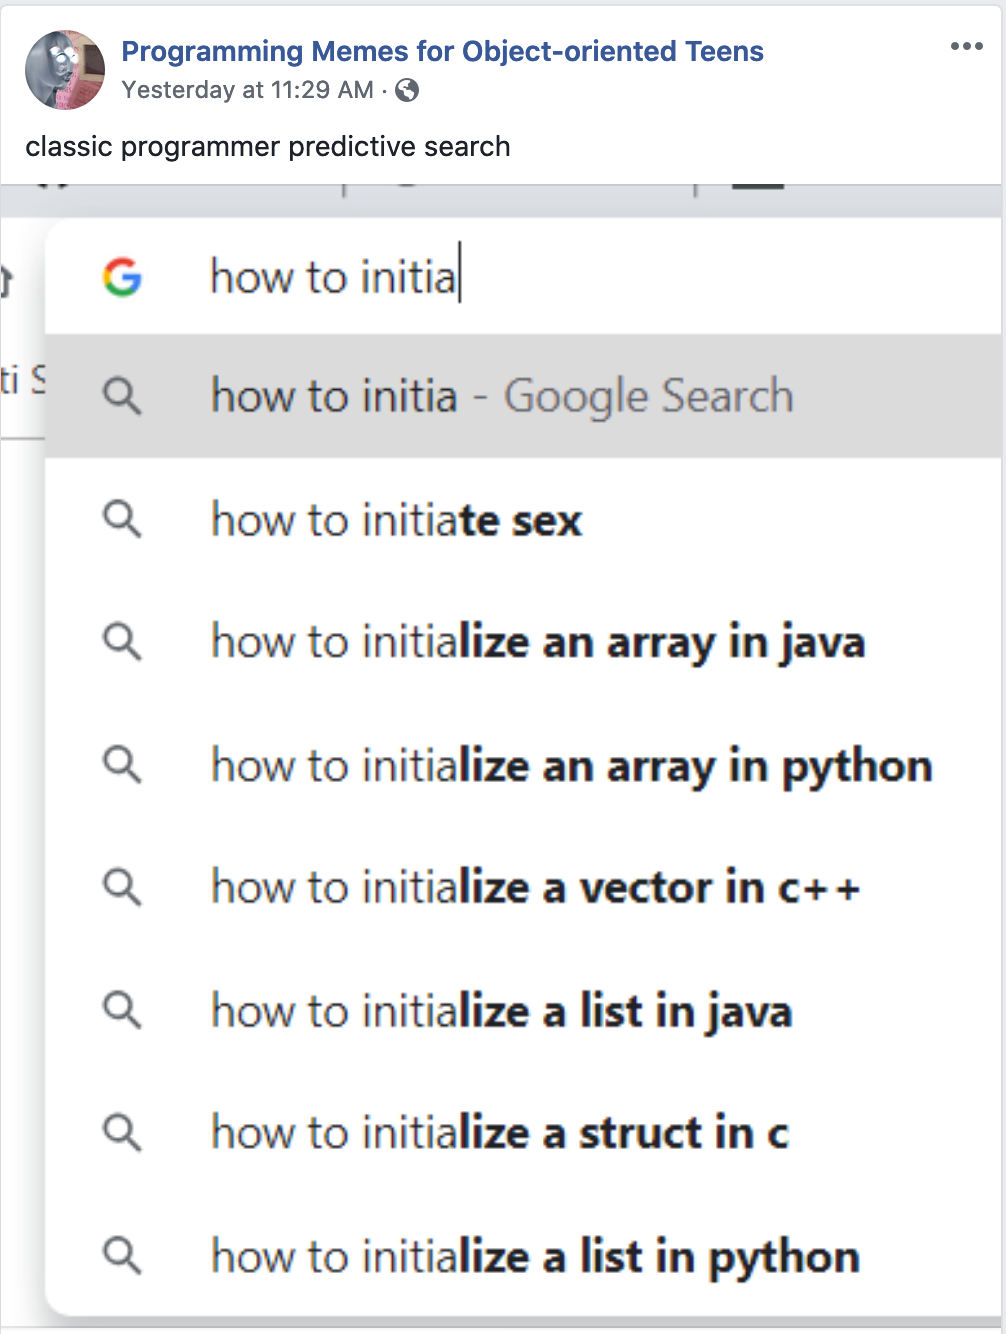 Programming Memes for Object-oriented Teens
Yesterday at 11:29 AM ·
classic programmer predictive search
how to initia
ti S
how to initia - Google Search
how to initiate sex
how to initialize an array in java
how to initialize an array in python
how to initialize a vector in c++
how to initialize a list in java
how to initialize a struct in c
how to initialize a list in python